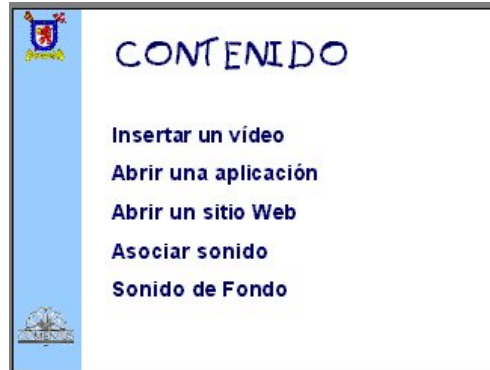 CONTENIDO
Insertar un vídeo
Abrir una aplicación
Abrir un sitio Web
Asociar sonido
Sonido de Fondo